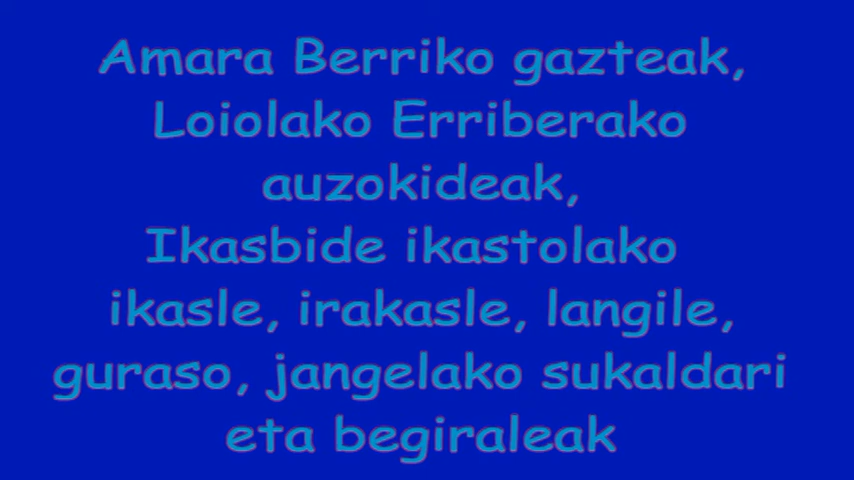 Amara Berriko gazteak,
Loiolako Erriberako
auzokideak,
Ikasbide ikastolako
ikasle, irakasle, langile,
guraso, jangelako sukaldari
eta begiraleak